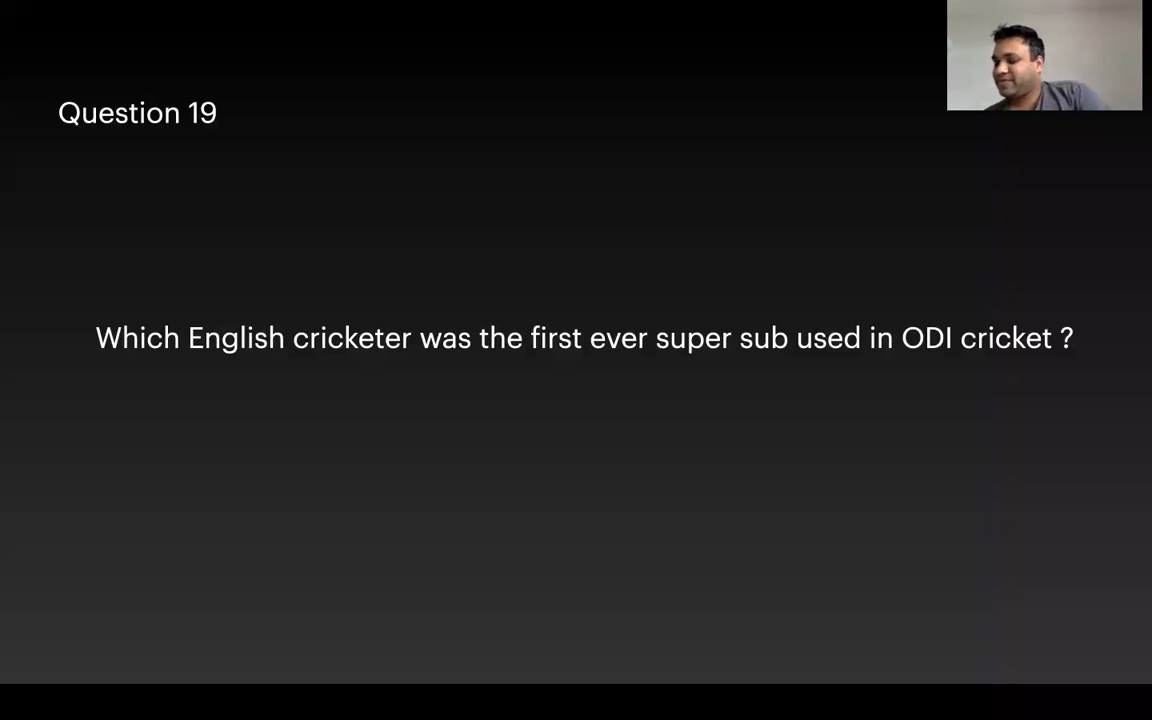 Question 19
Which English cricketer was the first ever super sub used in ODI cricket ?